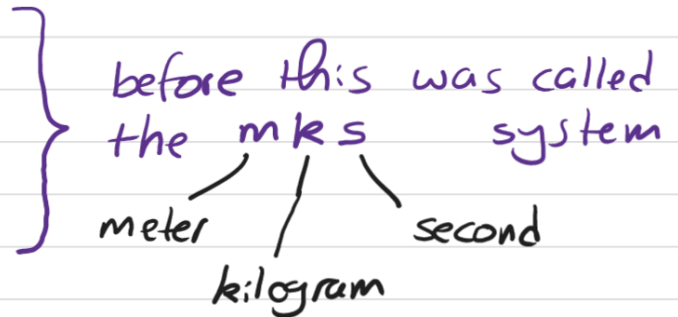 before this was called
the mks system
meter
second
kilogram